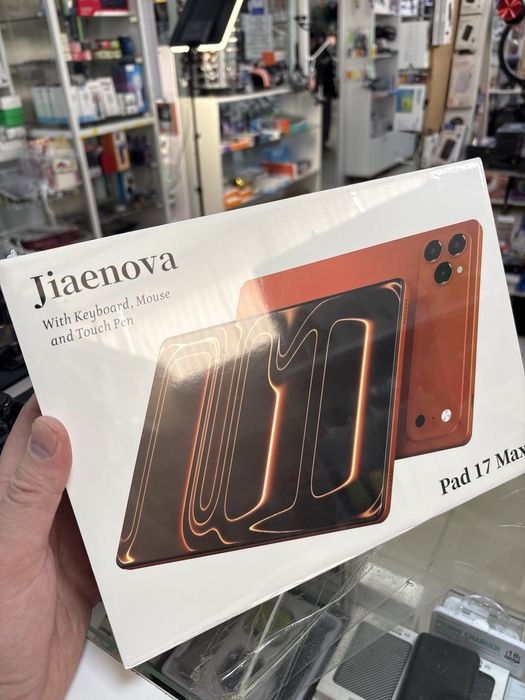 Jiaenova
With Keyboard, Mouse
and Touch Pen
Pad 17 Max